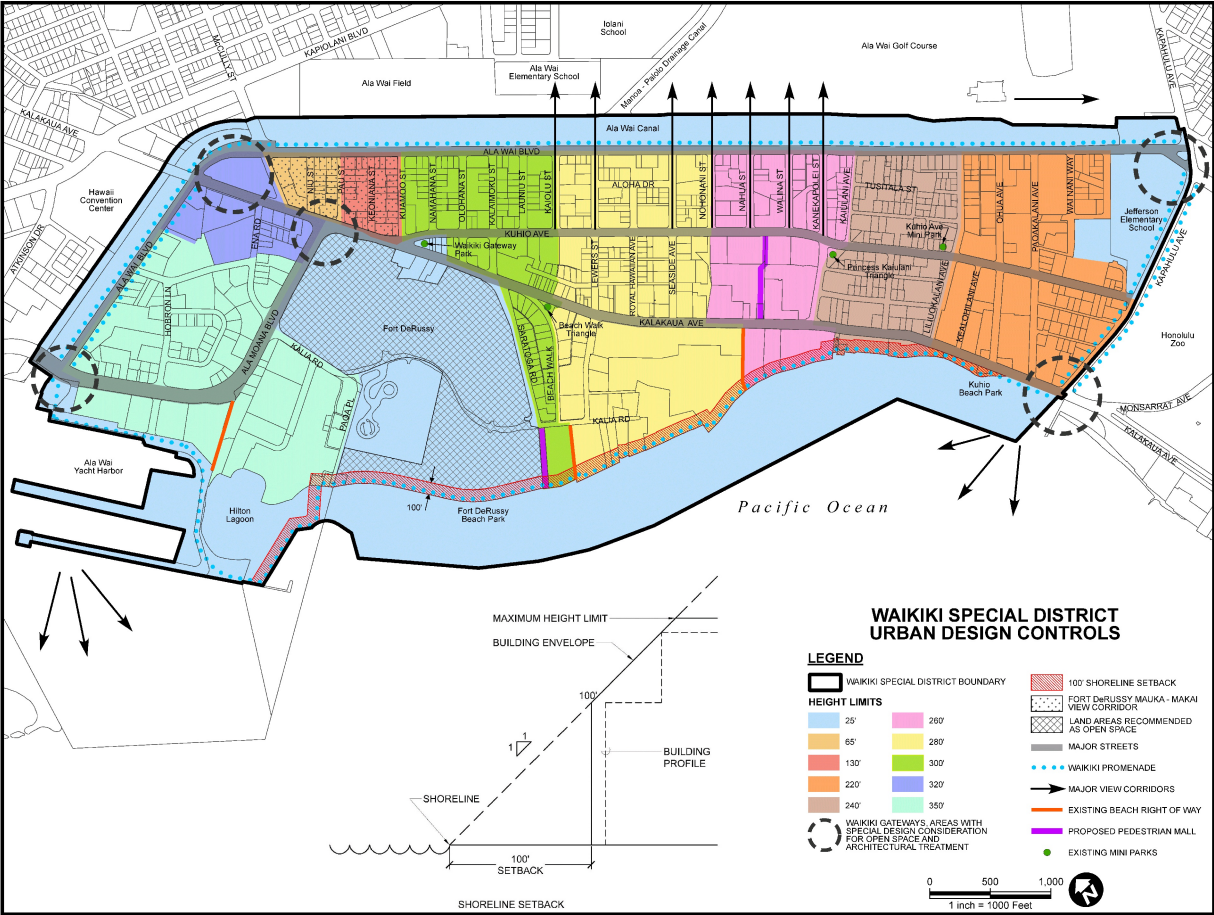 Iolani
School
KAPIOLANI BLVD
McCULLY ST
Ala Wai Golf Course
KAPAHULU AVE
Ala Wai
Elementary School
Ala Wai Field
Manoa - Palolo Drainage Canal
KALAKAUA AVE
Ala Wai Canal
ALA WAI BLVD
Hawaii
Convention
Center
ATKINSON DR
ALA WAI BLVD
NIU ST
PAU ST
KEONIANA ST
KUAMOO ST
NAMAHANA ST
OLOHANA ST
KALAIMOKU ST
LAUNIU ST
KAIOLU ST
ALOHA DR
NOHONANI ST
NAHUA ST
WALINA ST
KANEKAPOLEI ST
KAIULANI AVE
TUSITALA ST
OHUA AVE
PAOAKALANI AVE
WAI NANI WAY
Jefferson
Elementary
School
KAPAHULU AVE
ENA RD
KUHIO AVE
Waikiki Gateway
Park
LEWERS ST
ROYAL HAWAIIAN AVE
SEASIDE AVE
Kuhio Ave
Mini Park
Princess Kaiulani
Triangle
LILIUOKALANI AVE
KEALOHILANI AVE
HOBRON LN
ALA MOANA BLVD
Fort DeRussy
KALAKAUA AVE
Beach Walk
Triangle
SARATOGA RD
BEACH WALK
KALIA RD
Honolulu
Zoo
Kuhio
Beach Park
MONSARRAT AVE
KALAKAUA AVE
PAOA PL
KALIA RD
Ala Wai
Yacht Harbor
Hilton
Lagoon
100'
Fort DeRussy
Beach Park
Pacific Ocean
MAXIMUM HEIGHT LIMIT
BUILDING ENVELOPE
100'
1
1
BUILDING
PROFILE
SHORELINE
100'
SETBACK
SHORELINE SETBACK
WAIKIKI SPECIAL DISTRICT
URBAN DESIGN CONTROLS
LEGEND
WAIKIKI SPECIAL DISTRICT BOUNDARY
HEIGHT LIMITS
25'
65'
130'
220'
240'
260'
280'
300'
320'
350'
WAIKIKI GATEWAYS, AREAS WITH
SPECIAL DESIGN CONSIDERATION
FOR OPEN SPACE AND
ARCHITECTURAL TREATMENT
100' SHORELINE SETBACK
FORT DeRUSSY MAUKA - MAKAI
VIEW CORRIDOR
LAND AREAS RECOMMENDED
AS OPEN SPACE
MAJOR STREETS
WAIKIKI PROMENADE
MAJOR VIEW CORRIDORS
EXISTING BEACH RIGHT OF WAY
PROPOSED PEDESTRIAN MALL
EXISTING MINI PARKS
0 500 1,000
1 inch = 1000 Feet
N